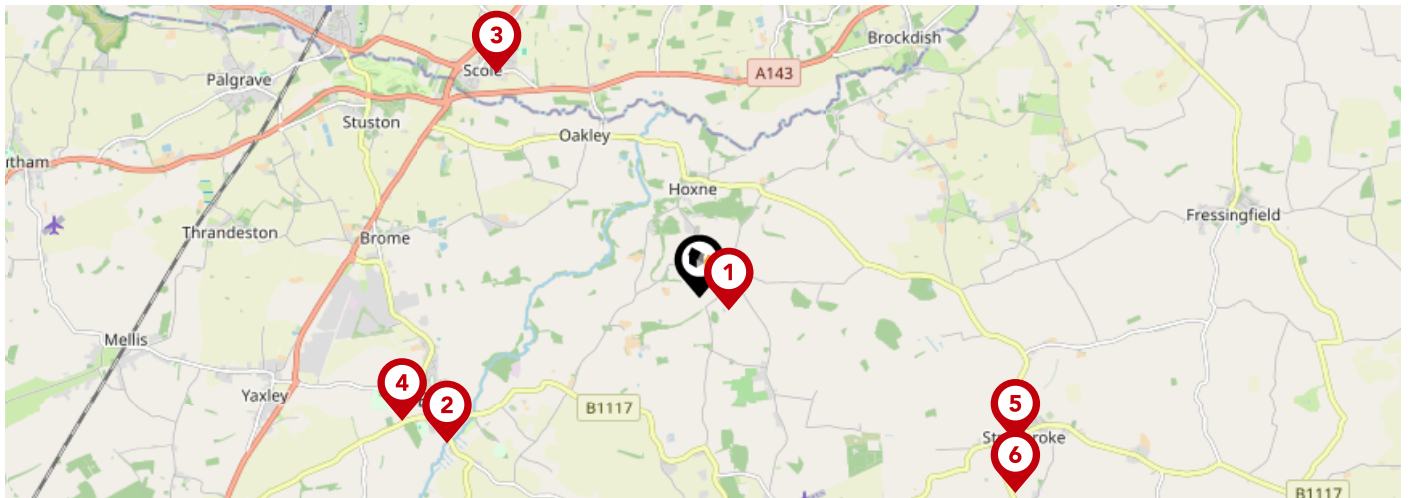 3
Brockdish
Scole
A143
Palgrave
Stuston
Oakley
Hoxne
Fressingfield
Thrandeston
Brome
1
Mellis
4
Yaxley
2
B1117
5
6
B1117